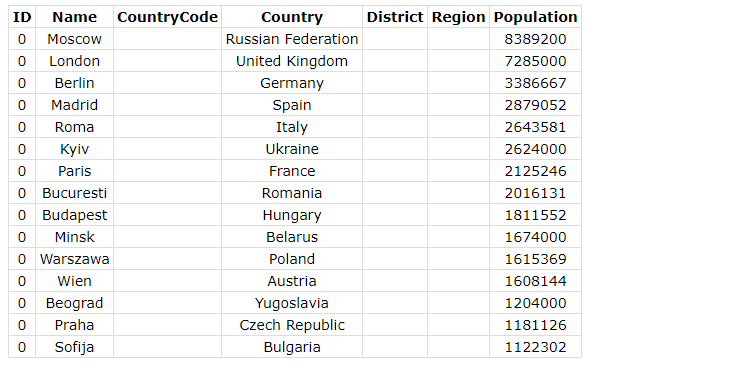 ID Name CountryCode Country District Region Population
0 Moscow Russian Federation 8389200
0 London United Kingdom 7285000
0 Berlin Germany 3386667
0 Madrid Spain 2879052
0 Roma Italy 2643581
0 Kyiv Ukraine 2624000
0 Paris France 2125246
0 Bucuresti Romania 2016131
0 Budapest Hungary 1811552
0 Minsk Belarus 1674000
0 Warszawa Poland 1615369
0 Wien Austria 1608144
0 Beograd Yugoslavia 1204000
0 Praha Czech Republic 1181126
0 Sofija Bulgaria 1122302